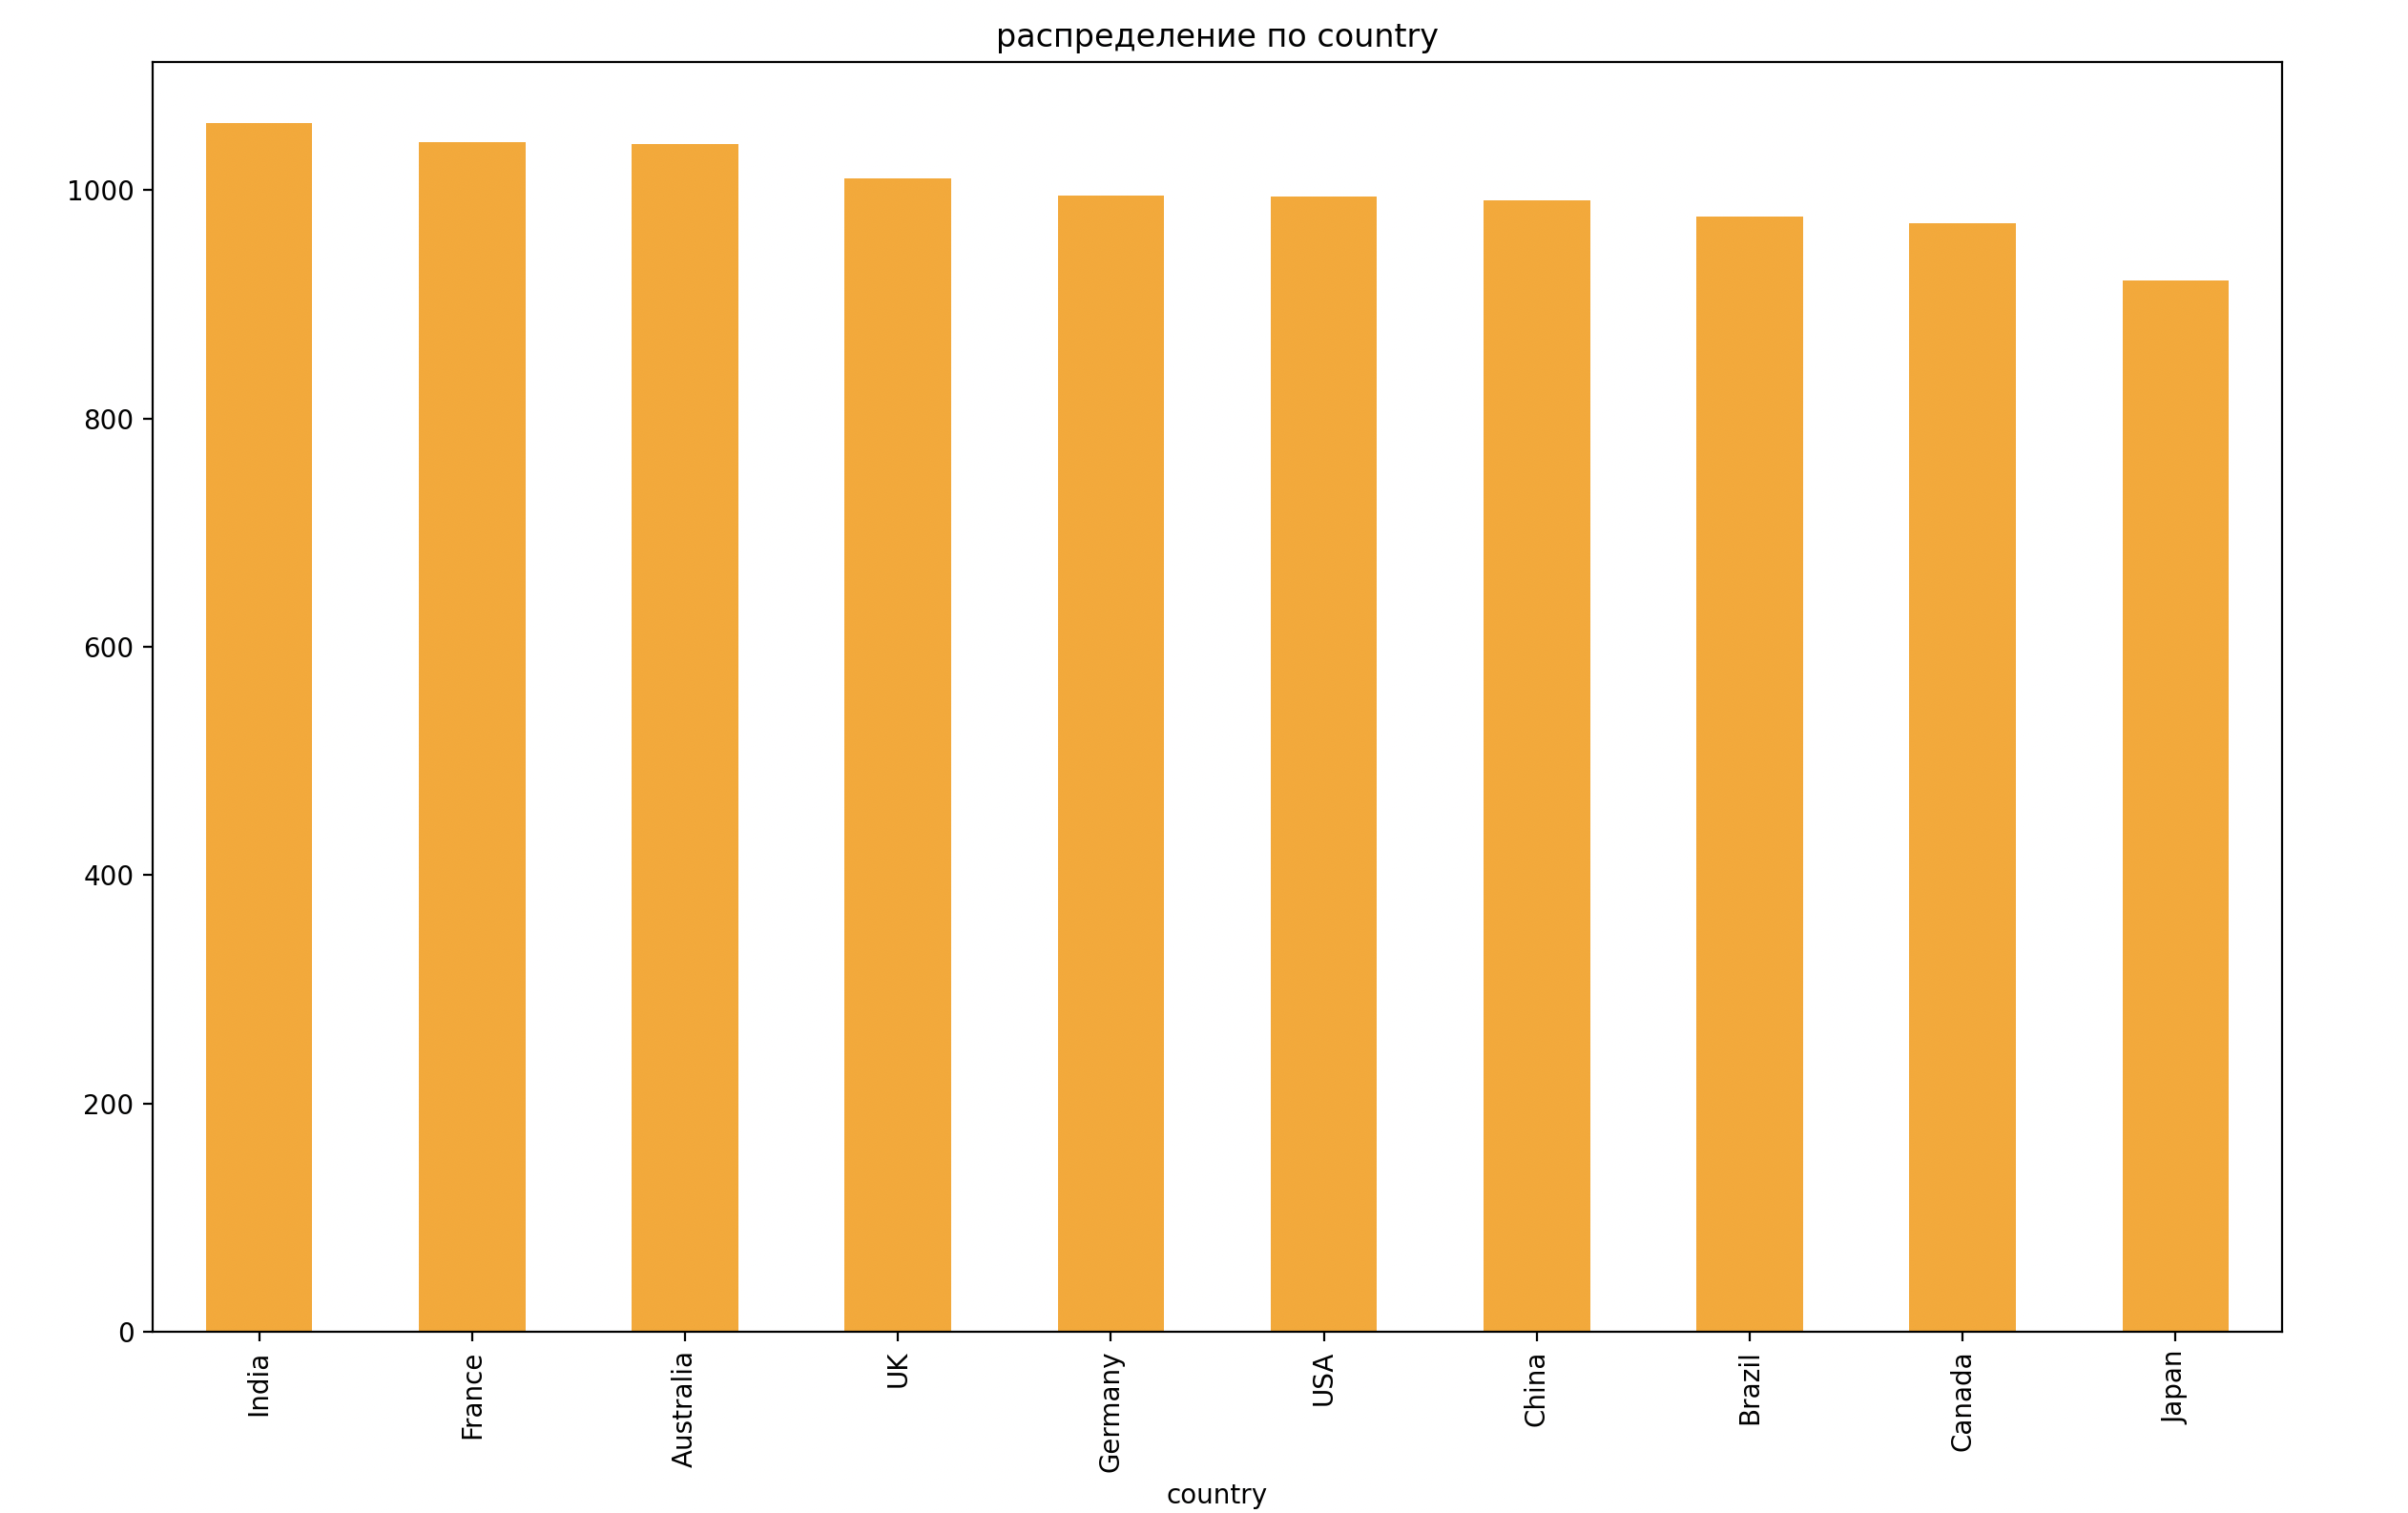 распределение по country
1000
800
600
400
200
0
India
France
Australia
UK
Germany
USA
China
Brazil
Canada
Japan
country